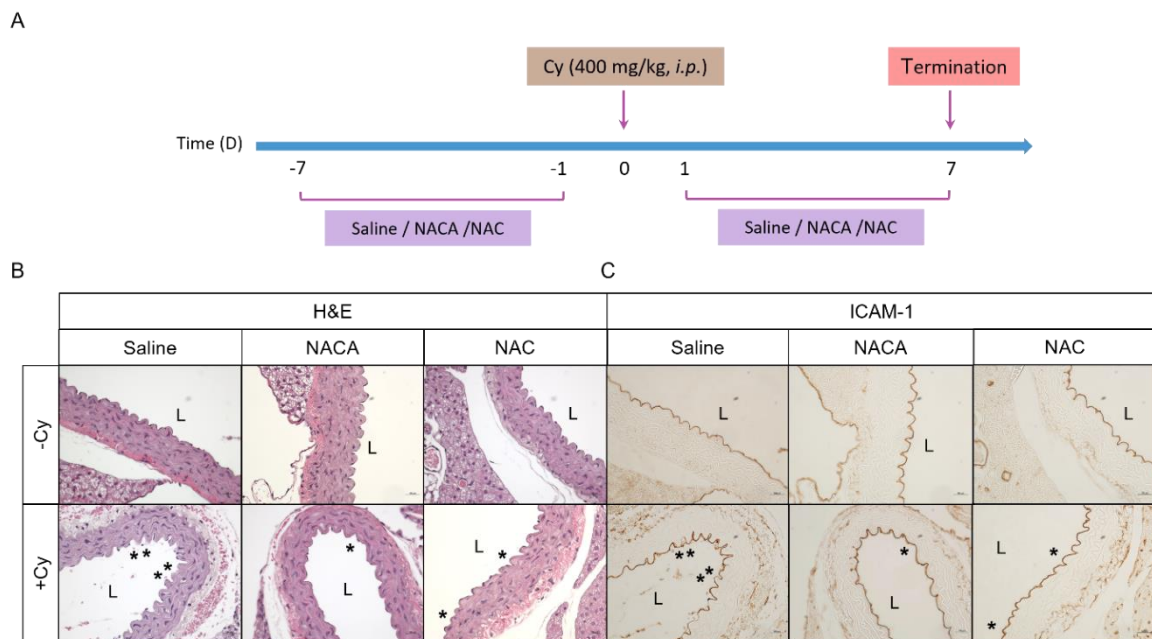 A
Cy (400 mg/kg, i.p.)
Termination
Time (D)
-7
-1
0
1
7
Saline / NACA /NAC
Saline / NACA /NAC
B
C
H&E
ICAM-1
Saline
NACA
NAC
Saline
NACA
NAC
-Cy
L
L
L
L
L
L
+Cy
* * * *
L
*
L
L
*
*
* * * *
L
*
L
L
*
*